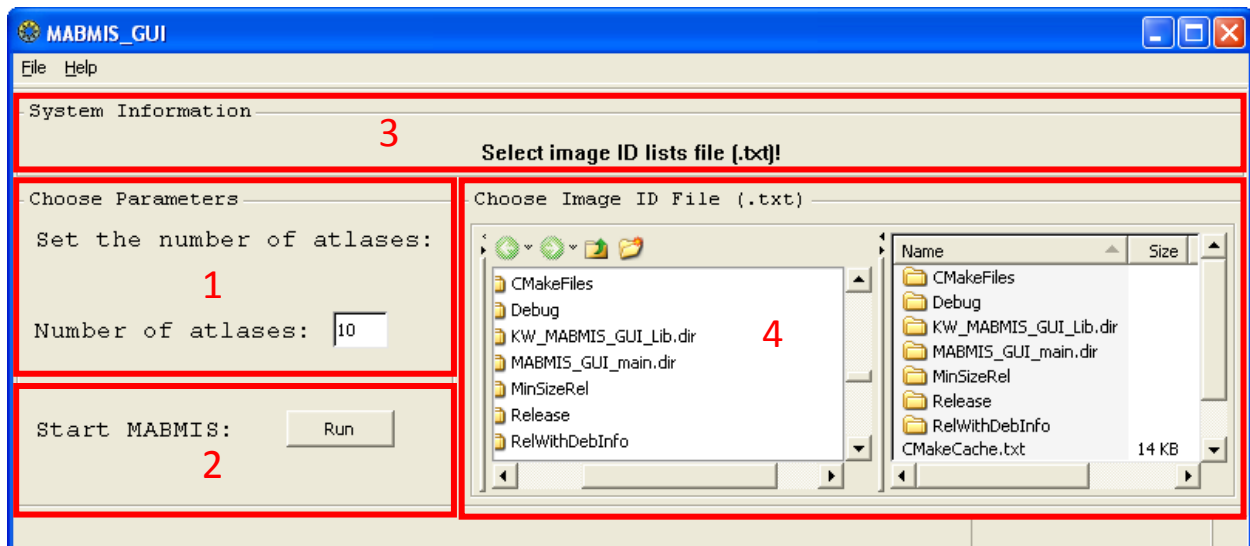 MABMIS_GUI
File Help
System Information
3
Select image ID lists file (.txt)!
Choose Parameters
Set the number of atlases:
1
Number of atlases: 10
Start MABMIS: Run
2
Choose Image ID File (.txt)
CMakeFiles
Debug
KW_MABMIS_GUI_Lib.dir
MABMIS_GUI_main.dir
MinSizeRel
Release
RelWithDebInfo
4
Name Size
CMakeFiles
Debug
KW_MABMIS_GUI_Lib.dir
MABMIS_GUI_main.dir
MinSizeRel
Release
RelWithDebInfo
CMakeCache.txt 14 KB